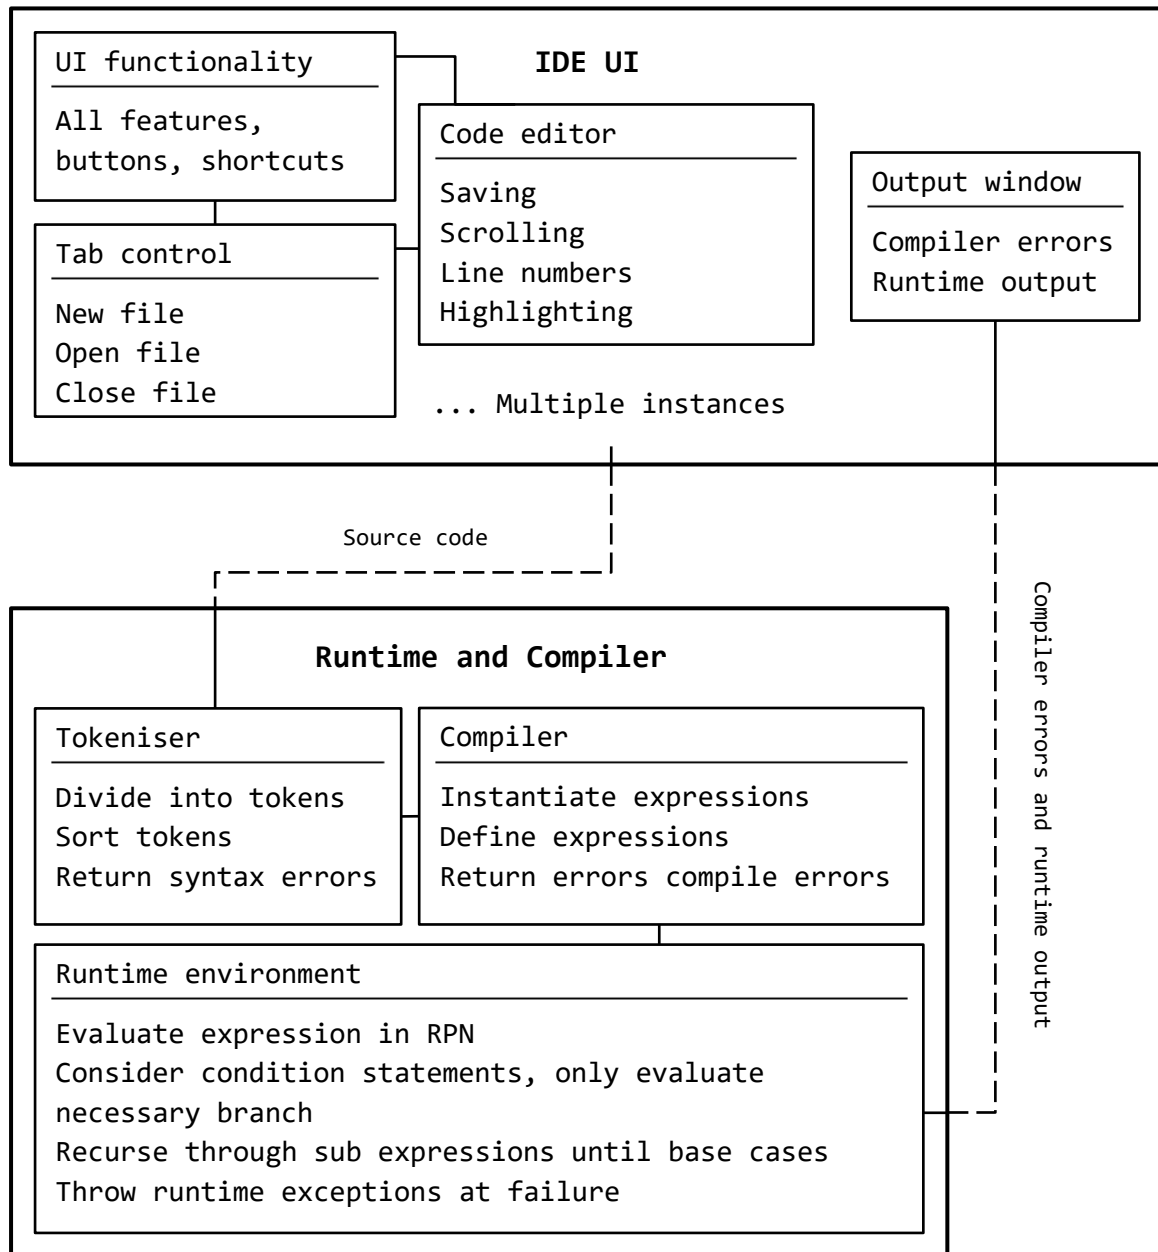 IDE UI
UI functionality
All features,
buttons, shortcuts
Tab control
New file
Open file
Close file
Code editor
Saving
Scrolling
Line numbers
Highlighting
... Multiple instances
Output window
Compiler errors
Runtime output
Source code
Compiler errors and runtime output
Runtime and Compiler
Tokeniser
Divide into tokens
Sort tokens
Return syntax errors
Compiler
Instantiate expressions
Define expressions
Return errors compile errors
Runtime environment
Evaluate expression in RPN
Consider condition statements, only evaluate
necessary branch
Recurse through sub expressions until base cases
Throw runtime exceptions at failure